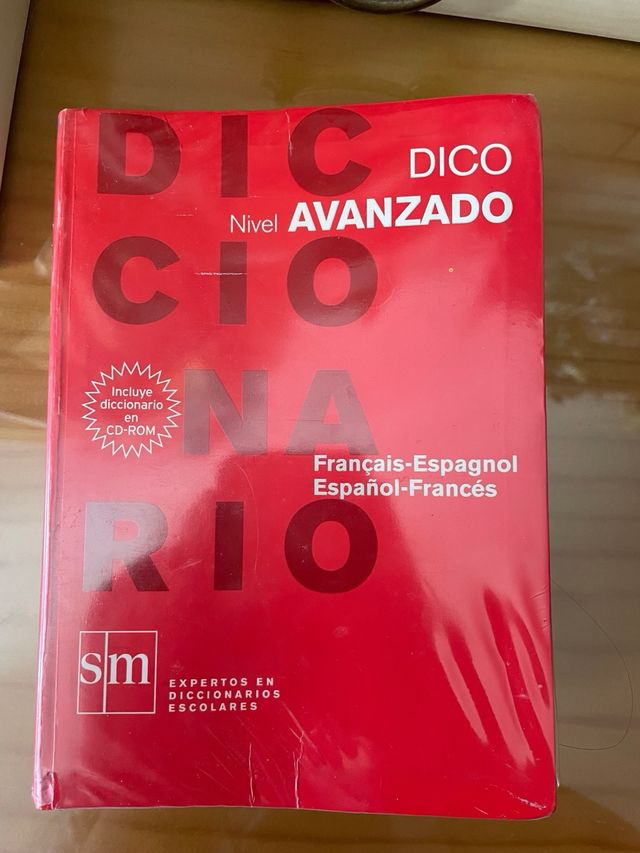 DIC
CIO
NA
RIO
DICO
Nivel AVANZADO
Incluye
diccionario
en
CD-ROM
Français-Espagnol
Español-Francés
sm
EXPERTOS EN
DICCIONARIOS
ESCOLARES